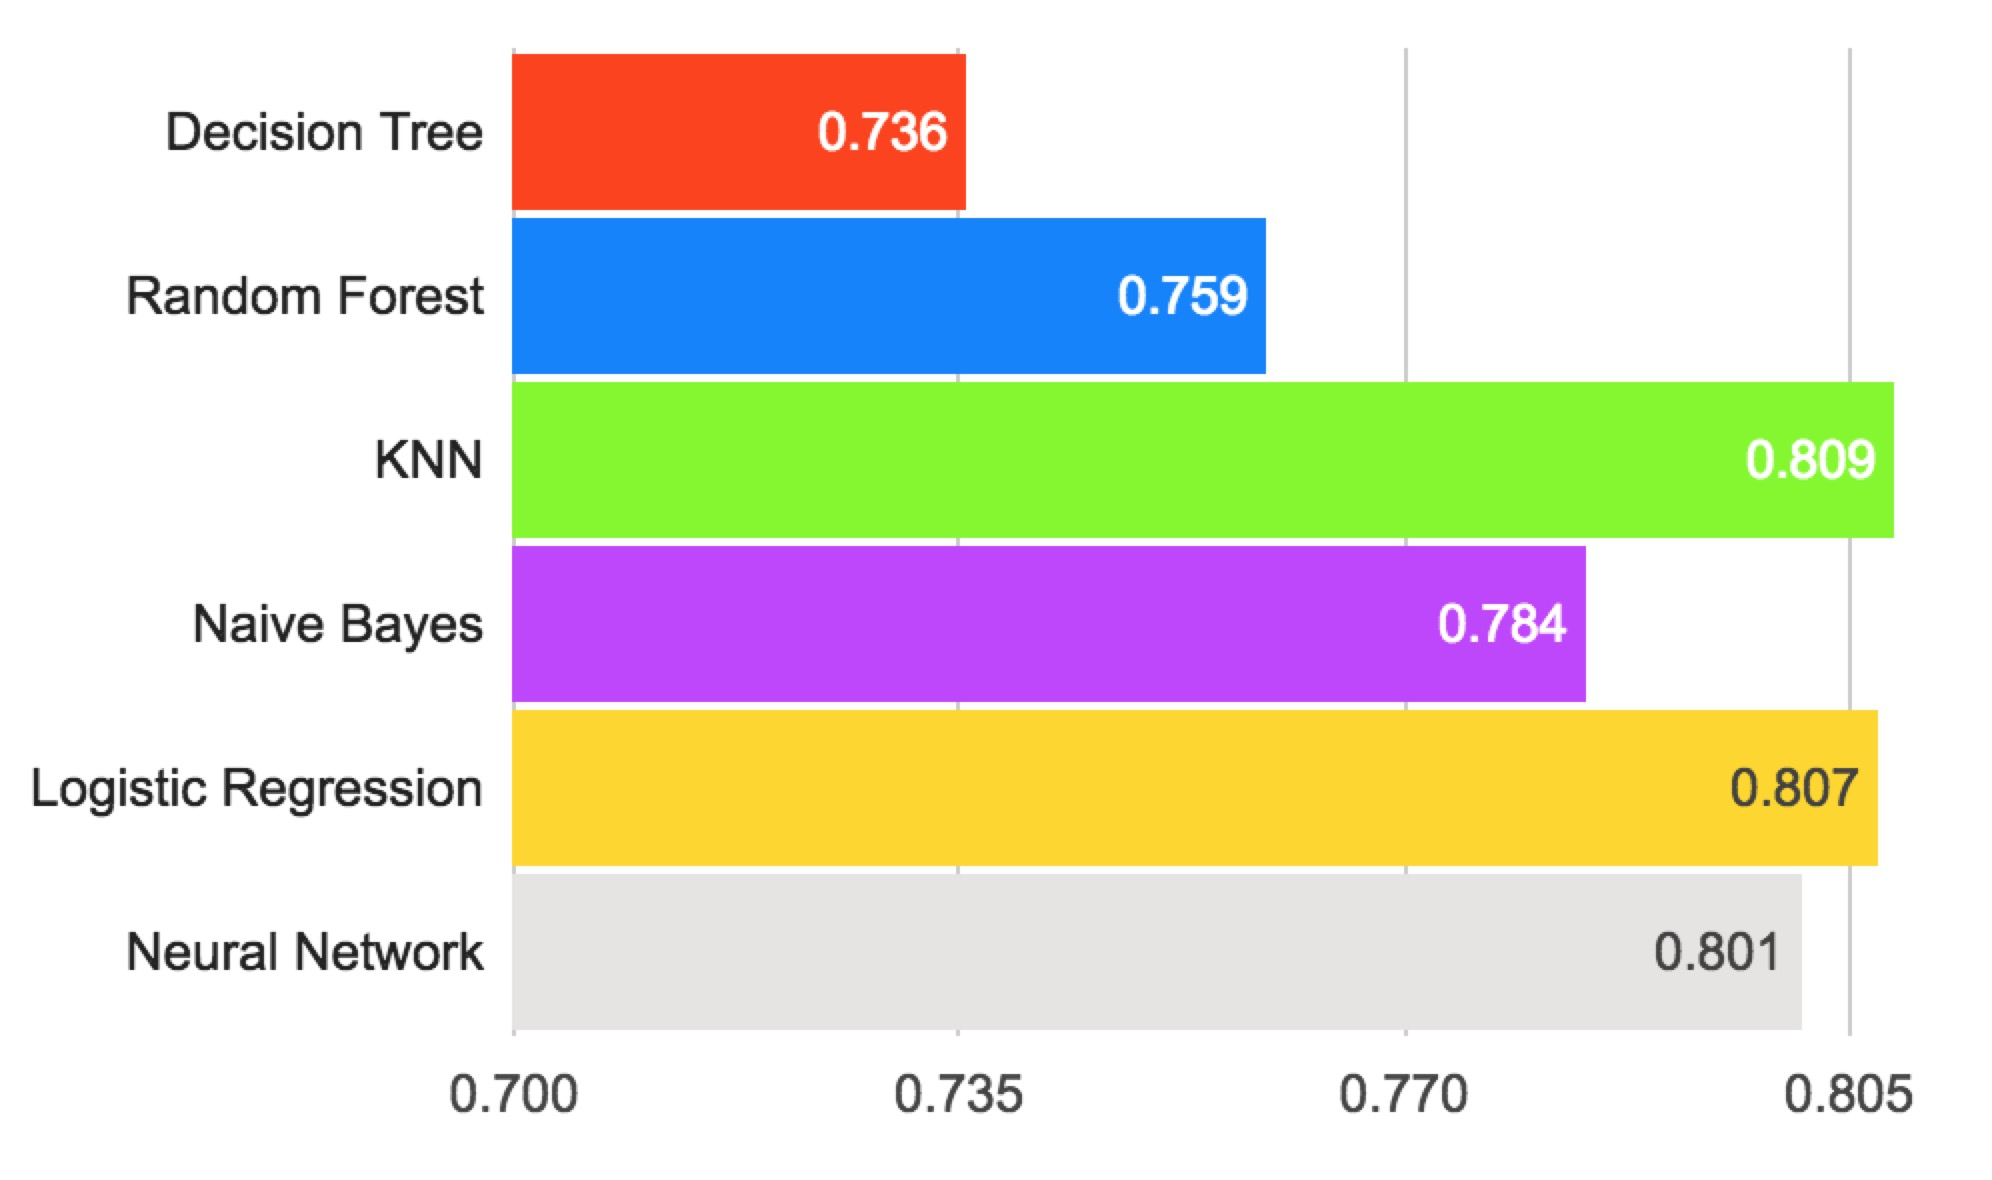 Decision Tree 0.736
Random Forest 0.759
KNN 0.809
Naive Bayes 0.784
Logistic Regression 0.807
Neural Network 0.801
0.700 0.735 0.770 0.805